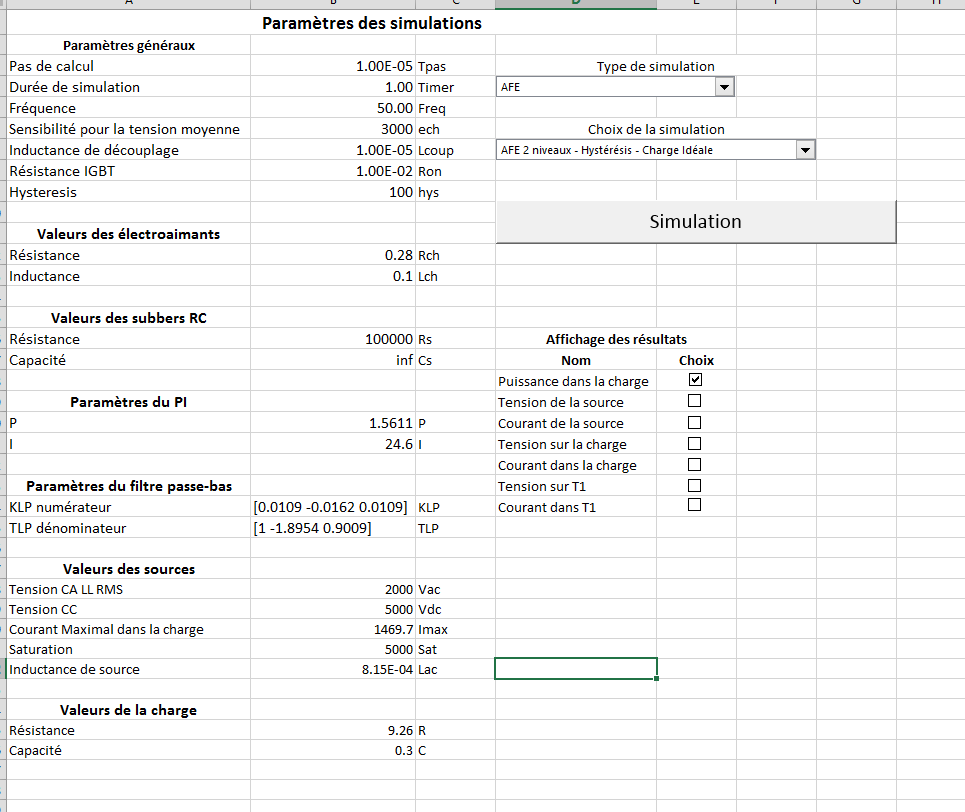 Paramètres des simulations
Paramètres généraux
Pas de calcul 1.00E-05 Tpas Type de simulation
Durée de simulation 1.00 Timer AFE
Fréquence 50.00 Freq
Sensibilité pour la tension moyenne 3000 ech Choix de la simulation
Inductance de découplage 1.00E-05 Lcoup AFE 2 niveaux - Hystérésis - Charge Idéale
Résistance IGBT 1.00E-02 Ron
Hysteresis 100 hys
Simulation
Valeurs des électroaimants
Résistance 0.28 Rch
Inductance 0.1 Lch
Valeurs des subbers RC
Résistance 100000 Rs Affichage des résultats
Capacité inf Cs Nom Choix
Puissance dans la charge
Paramètres du PI Tension de la source
P 1.5611 P Courant de la source
I 24.6 I Tension sur la charge
Courant dans la charge
Paramètres du filtre passe-bas Tension sur T1
KLP numérateur [0.0109 -0.0162 0.0109] KLP Courant dans T1
TLP dénominateur [1 -1.8954 0.9009] TLP
Valeurs des sources
Tension CA LL RMS 2000 Vac
Tension CC 5000 Vdc
Courant Maximal dans la charge 1469.7 Imax
Saturation 5000 Sat
Inductance de source 8.15E-04 Lac
Valeurs de la charge
Résistance 9.26 R
Capacité 0.3 C